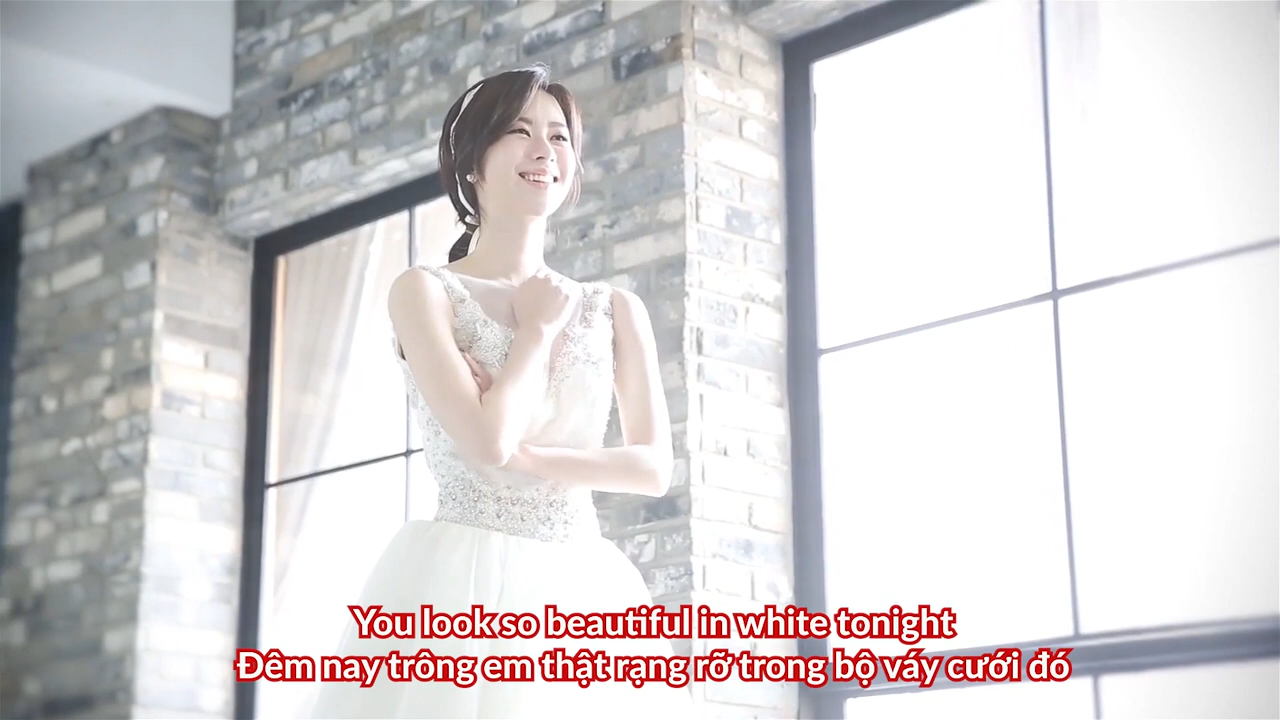 You look so beautiful in white tonight
Đêm nay trông em thật rạng rỡ trong bộ váy cưới đó